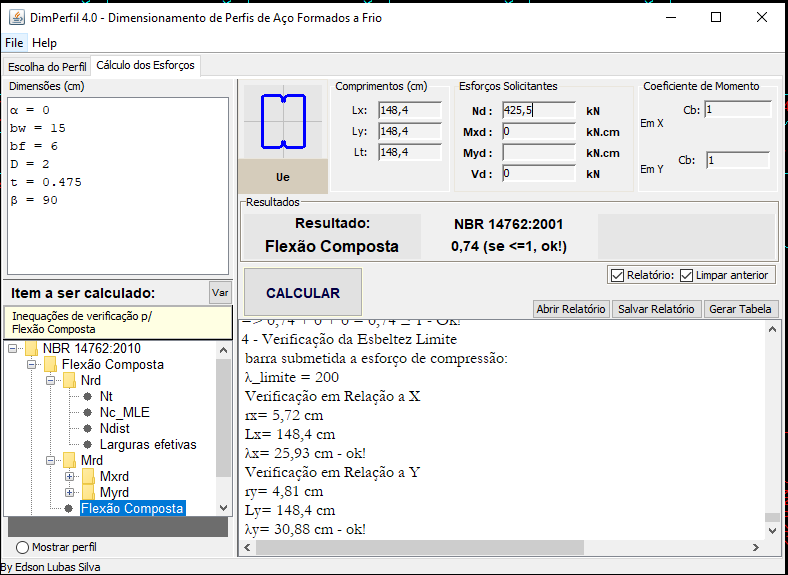 DimPerfil 4.0 - Dimensionamento de Perfis de Aço Formados a Frio
File Help
Escolha do Perfil Cálculo dos Esforços
Dimensões (cm)
α = 0
bw = 15
bf = 6
D = 2
t = 0.475
β = 90
Ue
Comprimentos (cm)
Lx: 148,4
Ly: 148,4
Lt: 148,4
Esforços Solicitantes
Nd : 425,5 kN
Mxd : 0 kN.cm
Myd : kN.cm
Vd : 0 kN
Coeficiente de Momento
Cb: 1
Em X
Cb: 1
Em Y
Resultados
Resultado: NBR 14762:2001
Flexão Composta 0,74 (se <=1, ok!)
Item a ser calculado: Var
Inequações de verificação p/
Flexão Composta
NBR 14762:2010
Flexão Composta
Nrd
Nt
Nc_MLE
Ndist
Larguras efetivas
Mrd
Mxrd
Myrd
Flexão Composta
Mostrar perfil
By Edson Lubas Silva
CALCULAR
Relatório: Limpar anterior
Abrir Relatório Salvar Relatório Gerar Tabela
=> 0,74 + 0 + 0 = 0,74 ≤ 1 - Ok!
4 - Verificação da Esbeltez Limite
barra submetida a esforço de compressão:
λ_limite = 200
Verificação em Relação a X
rx= 5,72 cm
Lx= 148,4 cm
λx= 25,93 cm - ok!
Verificação em Relação a Y
ry= 4,81 cm
Ly= 148,4 cm
λy= 30,88 cm - ok!